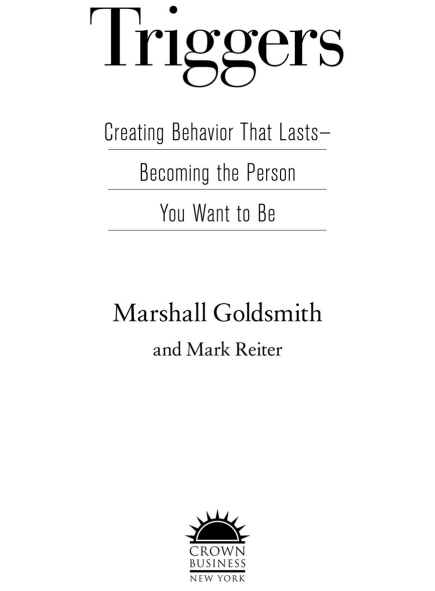 Triggers
Creating Behavior That Lasts–
Becoming the Person
You Want to Be
Marshall Goldsmith
and Mark Reiter
CROWN
BUSINESS
NEW YORK